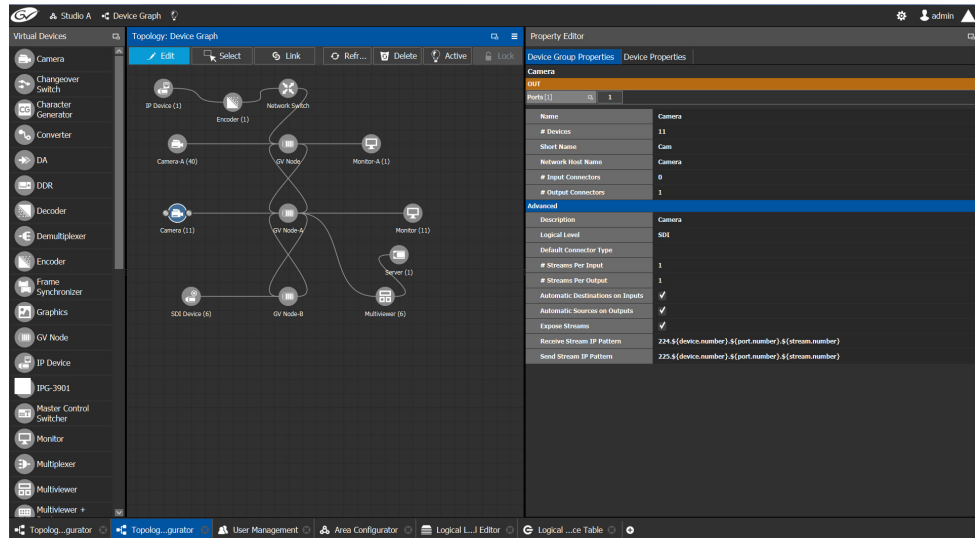 GV Studio A Device Graph admin
Virtual Devices
Camera
Changeover
Switch
CG Character
Generator
Converter
DA
DDR
Decoder
Demultiplexer
Encoder
Frame
Synchronizer
Graphics
GV Node
IP Device
IPG-3901
Master Control
Switcher
Monitor
Multiplexer
Multiviewer
Multiviewer +
Topology: Device Graph
Edit Select Link Refr... Delete Active Lock
IP Device (1)
Encoder (1)
Network Switch
Camera-A (40)
GV Node
Monitor-A (1)
Camera (11)
GV Node-A
Monitor (11)
Server (1)
SDI Device (6)
GV Node-B
Multiviewer (6)
Property Editor
Device Group Properties Device Properties
Camera
OUT
Ports [1] 1
Name Camera
# Devices 11
Short Name Cam
Network Host Name Camera
# Input Connectors 0
# Output Connectors 1
Advanced
Description Camera
Logical Level SDI
Default Connector Type
# Streams Per Input 1
# Streams Per Output 1
Automatic Destinations on Inputs
Automatic Sources on Outputs
Expose Streams
Receive Stream IP Pattern 224.${device.number}.${port.number}.${stream.number}
Send Stream IP Pattern 225.${device.number}.${port.number}.${stream.number}
Topolog...gurator Topolog...gurator User Management Area Configurator Logical L...l Editor Logical ...ce Table